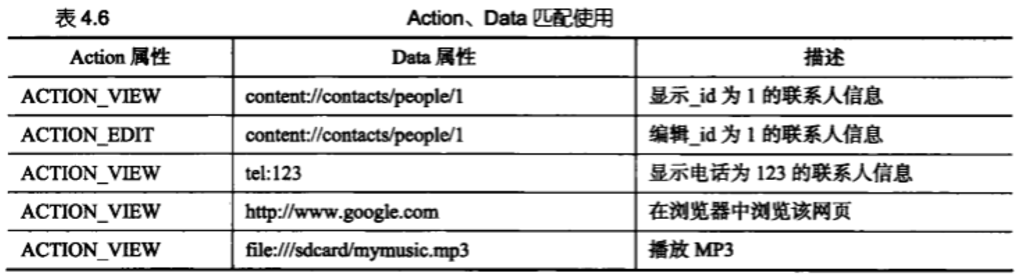 表 4.6 Action、Data 匹配使用
Action 属性 Data 属性 描述
ACTION_VIEW content://contacts/people/1 显示_id 为 1 的联系人信息
ACTION_EDIT content://contacts/people/1 编辑_id 为 1 的联系人信息
ACTION_VIEW tel:123 显示电话为 123 的联系人信息
ACTION_VIEW http://www.google.com 在浏览器中浏览该网页
ACTION_VIEW file:///sdcard/mymusic.mp3 播放 MP3